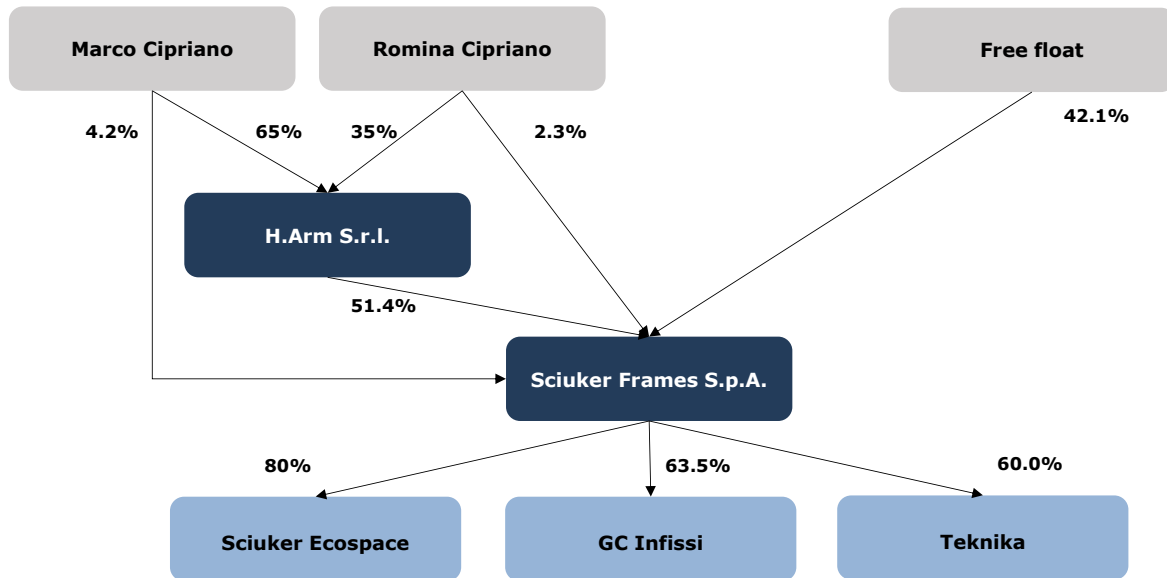 Marco Cipriano
Romina Cipriano
Free float
4.2%
65%
35%
2.3%
42.1%
H.Arm S.r.l.
51.4%
Sciuker Frames S.p.A.
80%
63.5%
60.0%
Sciuker Ecospace
GC Infissi
Teknika